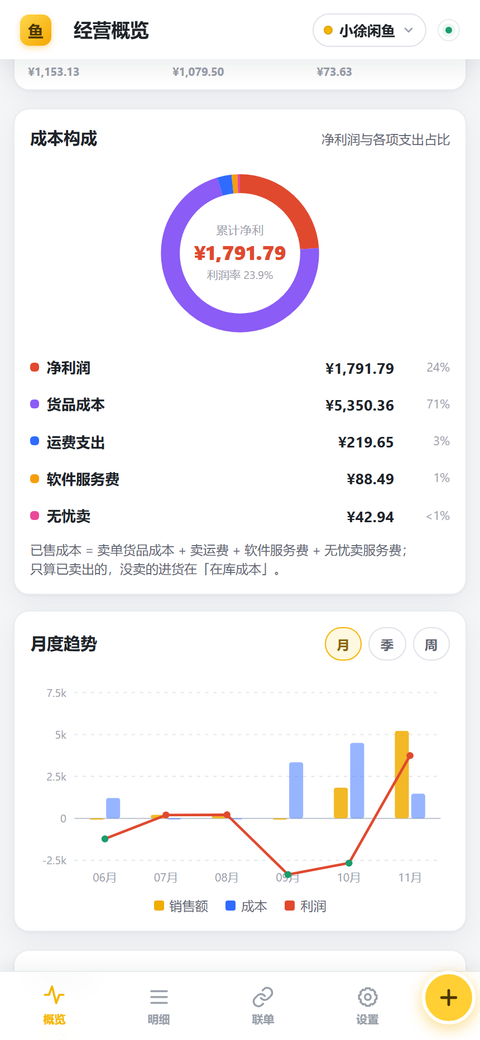 鱼 经营概览 小徐闲鱼
¥1,153.13 ¥1,079.50 ¥73.63
成本构成 净利润与各项支出占比
累计净利
¥1,791.79
利润率 23.9%
净利润 ¥1,791.79 24%
货品成本 ¥5,350.36 71%
运费支出 ¥219.65 3%
软件服务费 ¥88.49 1%
无忧卖 ¥42.94 <1%
已售成本 = 卖单货品成本 + 卖运费 + 软件服务费 + 无忧卖服务费；
只算已卖出的，没卖的进货在「在库成本」。
月度趋势 月 季 周
7.5k
5k
2.5k
0
-2.5k
06月 07月 08月 09月 10月 11月
销售额 成本 利润
概览 明细 联单 设置 +